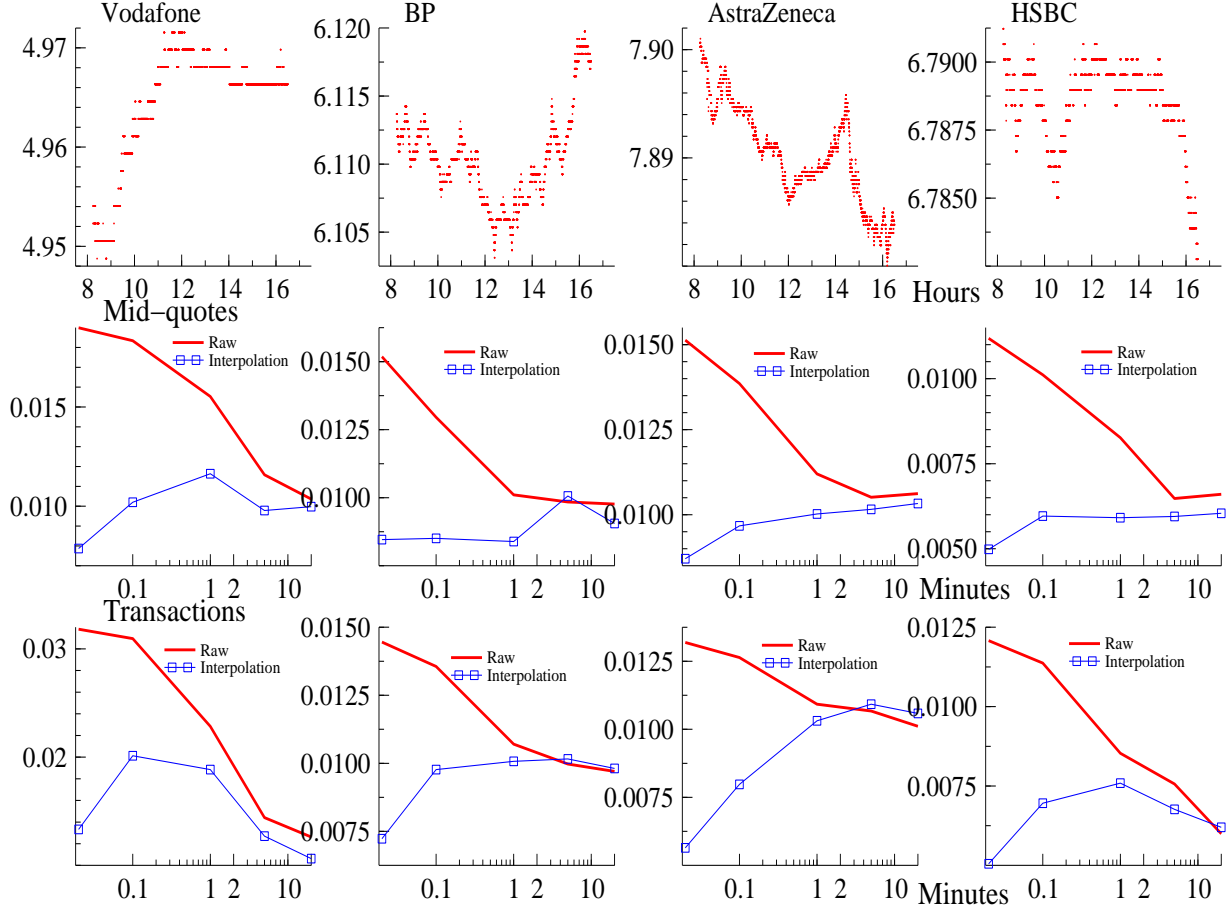 Vodafone BP AstraZeneca HSBC
4.97 6.120 7.90 6.7900
6.115
4.96 6.110 7.89 6.7875
4.95 6.105 6.7850
8 10 12 14 16 8 10 12 14 16 8 10 12 14 16 Hours 8 10 12 14 16
Mid−quotes
Raw Raw Raw Raw
Interpolation Interpolation Interpolation Interpolation
0.015 0.0150 0.0150 0.0100
0.0125 0.0125 0.0075
0.010 0.0100 0.0100 0.0050
0.1 1 2 10 0.1 1 2 10 0.1 1 2 10 Minutes 0.1 1 2 10
Transactions
Raw Raw Raw Raw
Interpolation Interpolation Interpolation Interpolation
0.03 0.0150 0.0125 0.0125
0.0125 0.0100 0.0100
0.02 0.0100 0.0075 0.0075
0.0075
0.1 1 2 10 0.1 1 2 10 0.1 1 2 10 Minutes 0.1 1 2 10